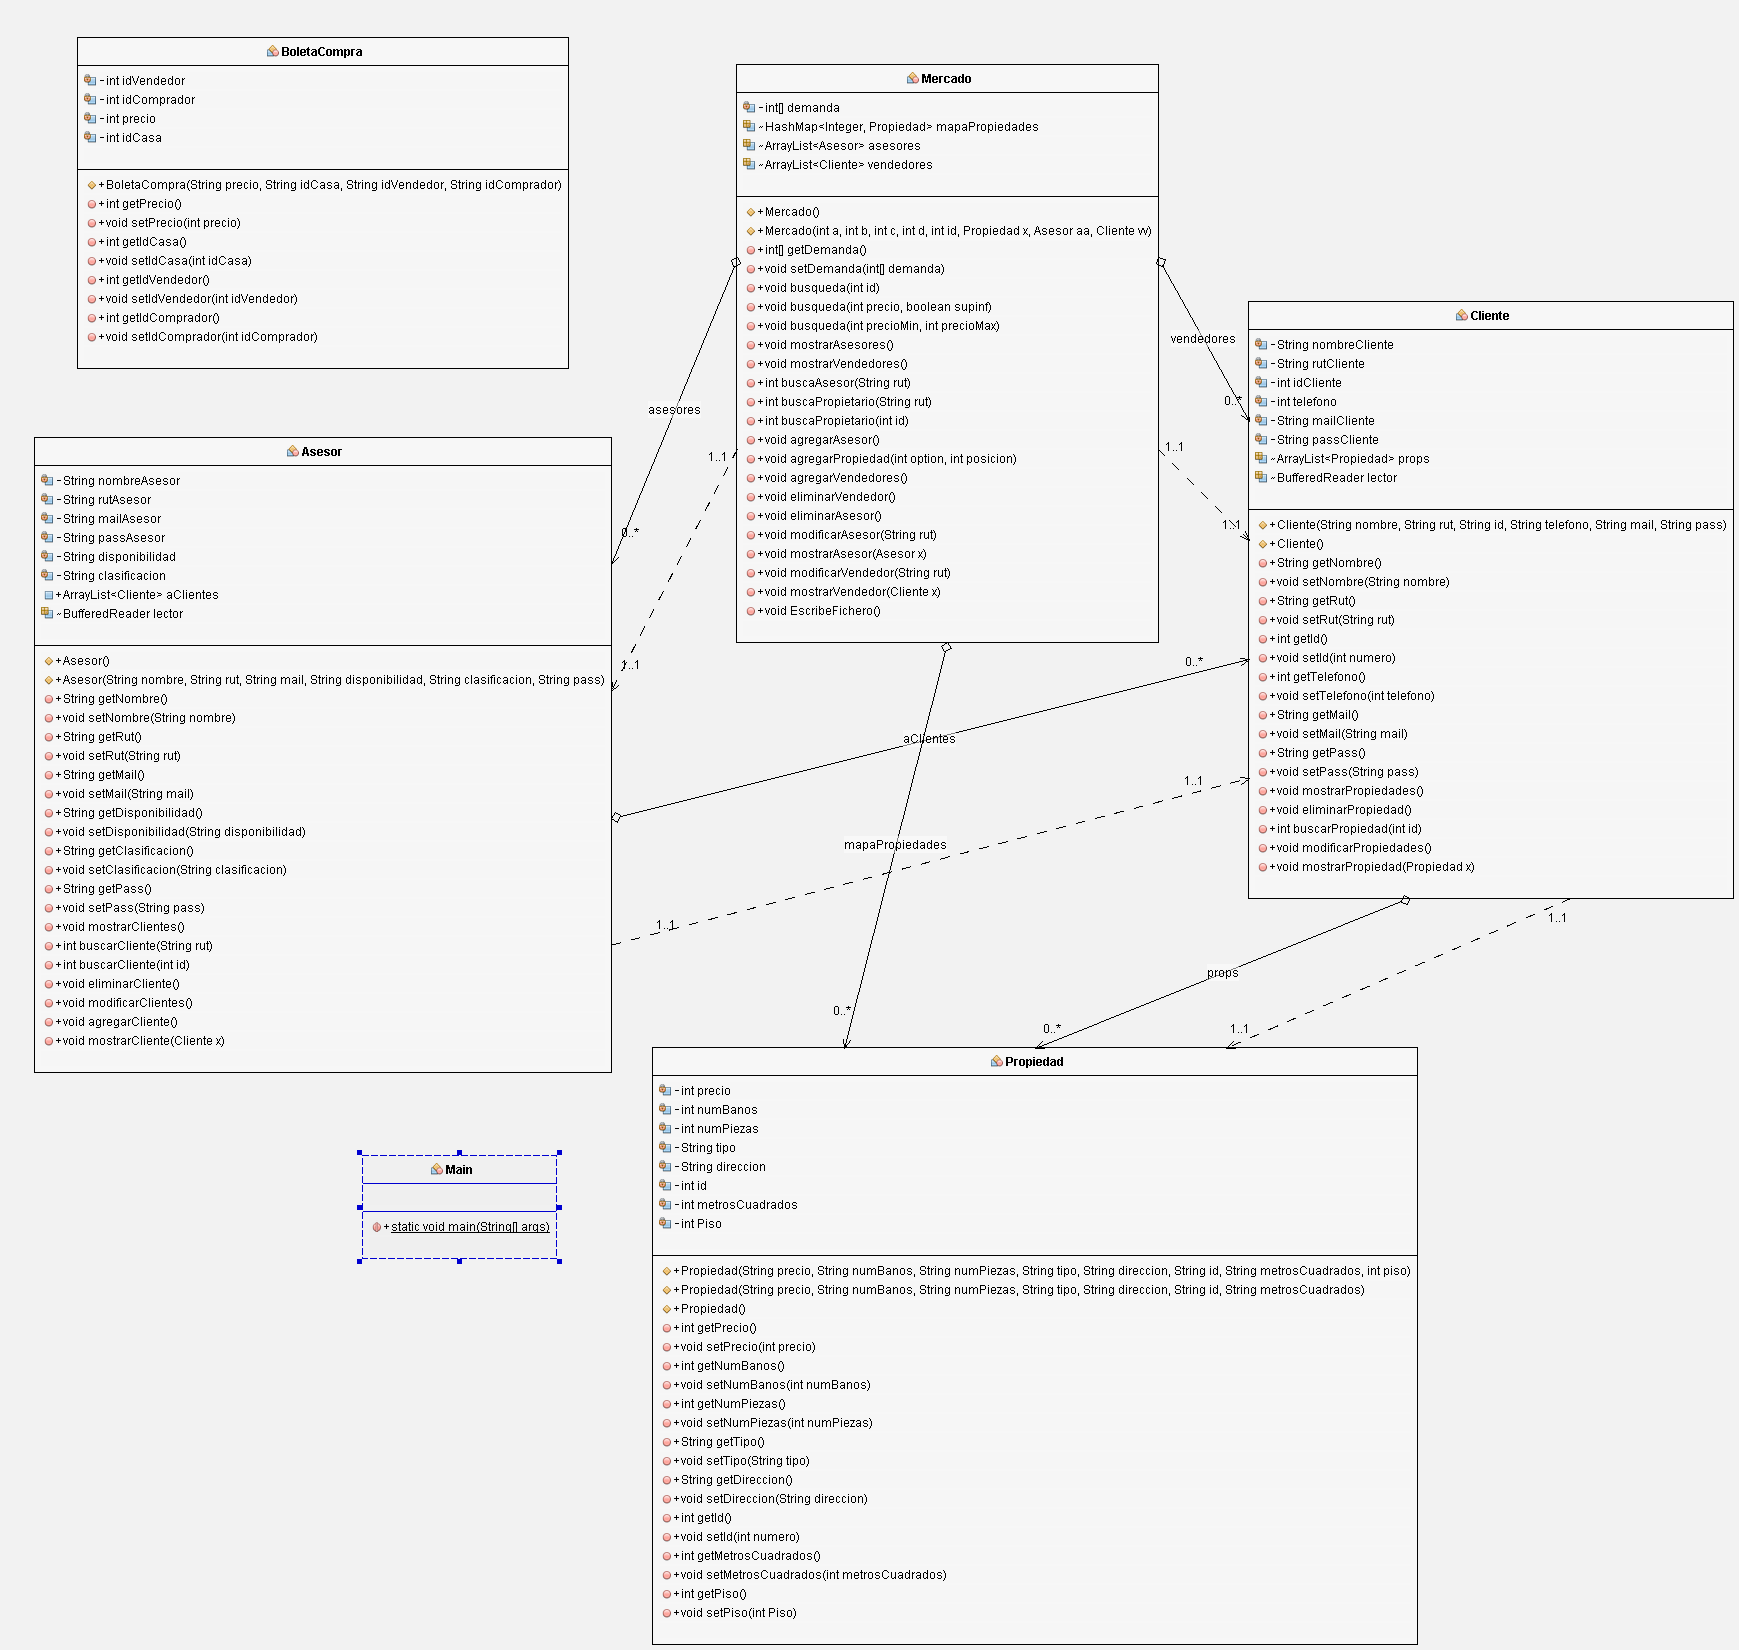 BoletaCompra
-int idVendedor
-int idComprador
-int precio
-int idCasa
+BoletaCompra(String precio, String idCasa, String idVendedor, String idComprador)
+int getPrecio()
+void setPrecio(int precio)
+int getIdCasa()
+void setIdCasa(int idCasa)
+int getIdVendedor()
+void setIdVendedor(int idVendedor)
+int getIdComprador()
+void setIdComprador(int idComprador)
Mercado
-int[] demanda
~HashMap<Integer, Propiedad> mapaPropiedades
~ArrayList<Asesor> asesores
~ArrayList<Cliente> vendedores
+Mercado()
+Mercado(int a, int b, int c, int d, int id, Propiedad x, Asesor aa, Cliente vv)
+int[] getDemanda()
+void setDemanda(int[] demanda)
+void busqueda(int id)
+void busqueda(int precio, boolean supinf)
+void busqueda(int precioMin, int precioMax)
+void mostrarAsesores()
+void mostrarVendedores()
+int buscaAsesor(String rut)
+int buscaPropietario(String rut)
+int buscaPropietario(int id)
+void agregarAsesor()
+void agregarPropiedad(int option, int posicion)
+void agregarVendedores()
+void eliminarVendedor()
+void eliminarAsesor()
+void modificarAsesor(String rut)
+void mostrarAsesor(Asesor x)
+void modificarVendedor(String rut)
+void mostrarVendedor(Cliente x)
+void EscribeFichero()
vendedores
0..*
1..1
1..1
asesores
0..*
1..1
1..1
Cliente
-String nombreCliente
-String rutCliente
-int idCliente
-int telefono
-String mailCliente
-String passCliente
~ArrayList<Propiedad> props
~BufferedReader lector
+Cliente(String nombre, String rut, String id, String telefono, String mail, String pass)
+Cliente()
+String getNombre()
+void setNombre(String nombre)
+String getRut()
+void setRut(String rut)
+int getId()
+void setId(int numero)
+int getTelefono()
+void setTelefono(int telefono)
+String getMail()
+void setMail(String mail)
+String getPass()
+void setPass(String pass)
+void mostrarPropiedades()
+void eliminarPropiedad()
+int buscarPropiedad(int id)
+void modificarPropiedades()
+void mostrarPropiedad(Propiedad x)
Asesor
-String nombreAsesor
-String rutAsesor
-String mailAsesor
-String passAsesor
-String disponibilidad
-String clasificacion
+ArrayList<Cliente> aClientes
~BufferedReader lector
+Asesor()
+Asesor(String nombre, String rut, String mail, String disponibilidad, String clasificacion, String pass)
+String getNombre()
+void setNombre(String nombre)
+String getRut()
+void setRut(String rut)
+String getMail()
+void setMail(String mail)
+String getDisponibilidad()
+void setDisponibilidad(String disponibilidad)
+String getClasificacion()
+void setClasificacion(String clasificacion)
+String getPass()
+void setPass(String pass)
+void mostrarClientes()
+int buscarCliente(String rut)
+int buscarCliente(int id)
+void eliminarCliente()
+void modificarClientes()
+void agregarCliente()
+void mostrarCliente(Cliente x)
0..*
aClientes
1..1
1..1
mapaPropiedades
0..*
props
0..*
1..1
1..1
Main
+static void main(String[] args)
Propiedad
-int precio
-int numBanos
-int numPiezas
-String tipo
-String direccion
-int id
-int metrosCuadrados
-int Piso
+Propiedad(String precio, String numBanos, String numPiezas, String tipo, String direccion, String id, String metrosCuadrados, int piso)
+Propiedad(String precio, String numBanos, String numPiezas, String tipo, String direccion, String id, String metrosCuadrados)
+Propiedad()
+int getPrecio()
+void setPrecio(int precio)
+int getNumBanos()
+void setNumBanos(int numBanos)
+int getNumPiezas()
+void setNumPiezas(int numPiezas)
+String getTipo()
+void setTipo(String tipo)
+String getDireccion()
+void setDireccion(String direccion)
+int getId()
+void setId(int numero)
+int getMetrosCuadrados()
+void setMetrosCuadrados(int metrosCuadrados)
+int getPiso()
+void setPiso(int Piso)